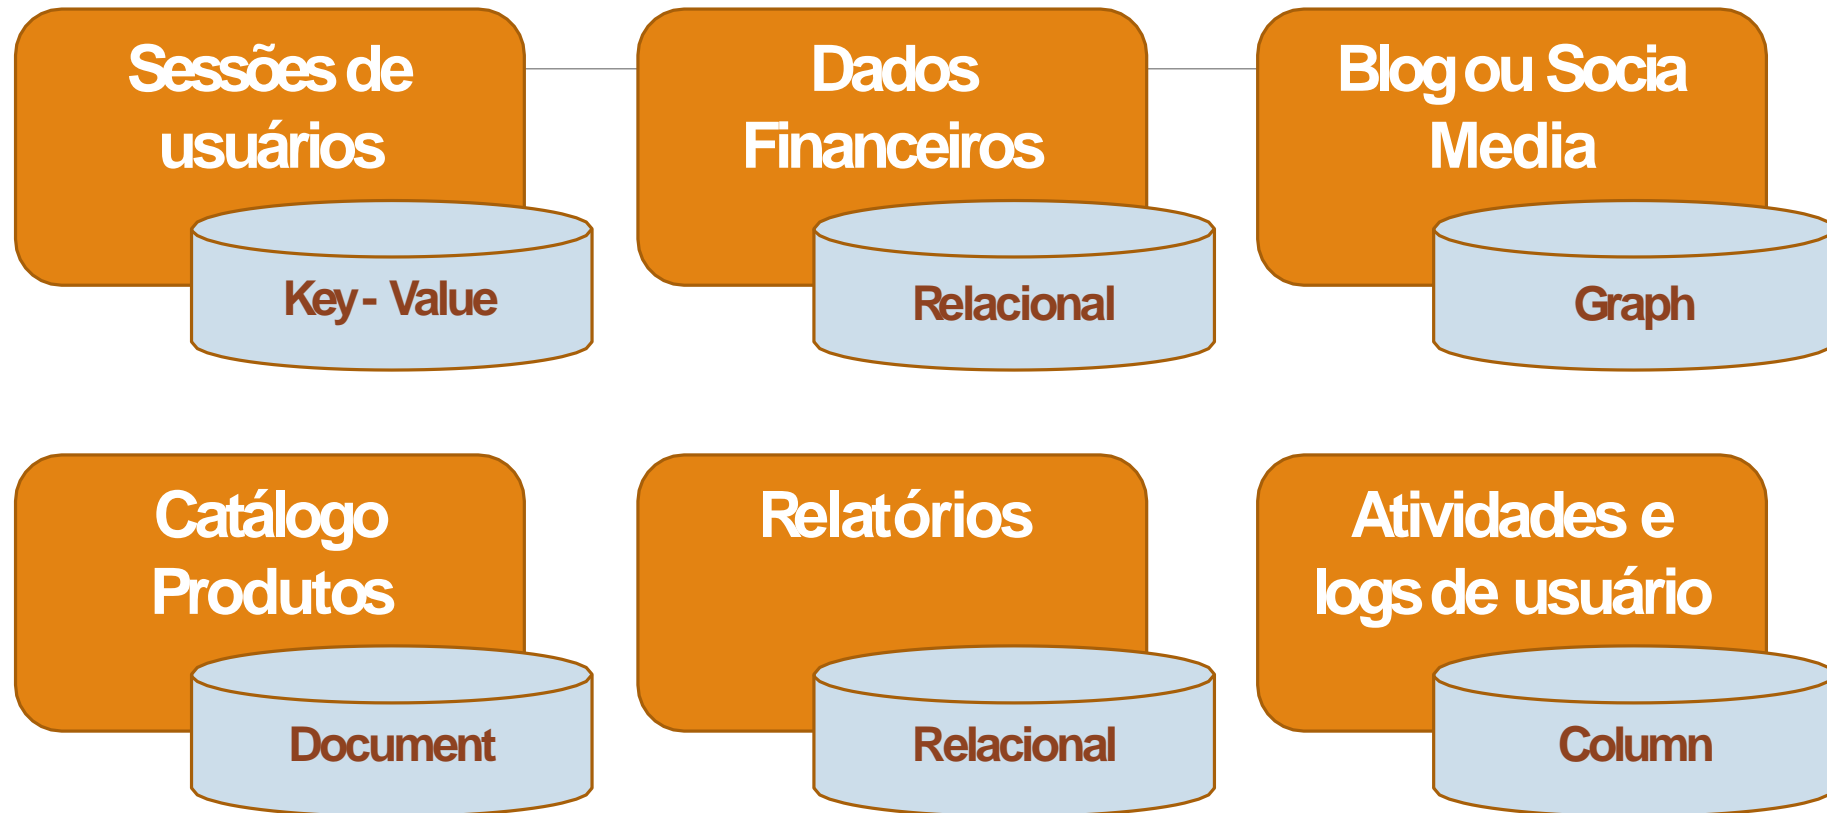 Sessões de
usuários
Key - Value
Dados
Financeiros
Relacional
Blog ou Socia
Media
Graph
Catálogo
Produtos
Document
Relatórios
Relacional
Atividades e
logs de usuário
Column